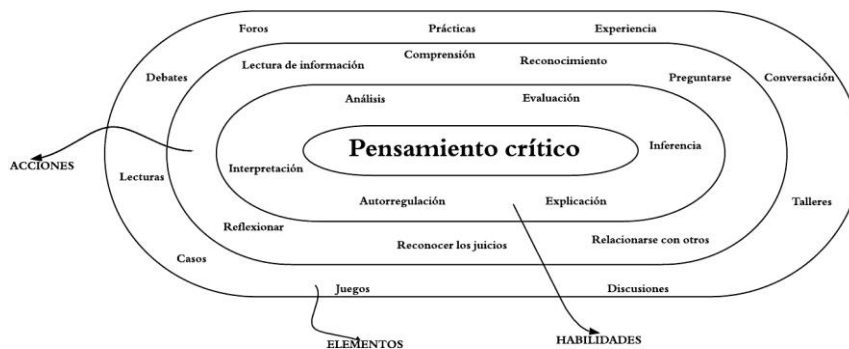 Foros
Prácticas
Experiencia
Comprensión
Lectura de información
Reconocimiento
Debates
Preguntarse
Conversación
Análisis
Evaluación
Pensamiento crítico
Inferencia
ACCIONES
Interpretación
Lecturas
Autorregulación
Explicación
Talleres
Reflexionar
Reconocer los juicios
Relacionarse con otros
Casos
Juegos
Discusiones
ELEMENTOS
HABILIDADES